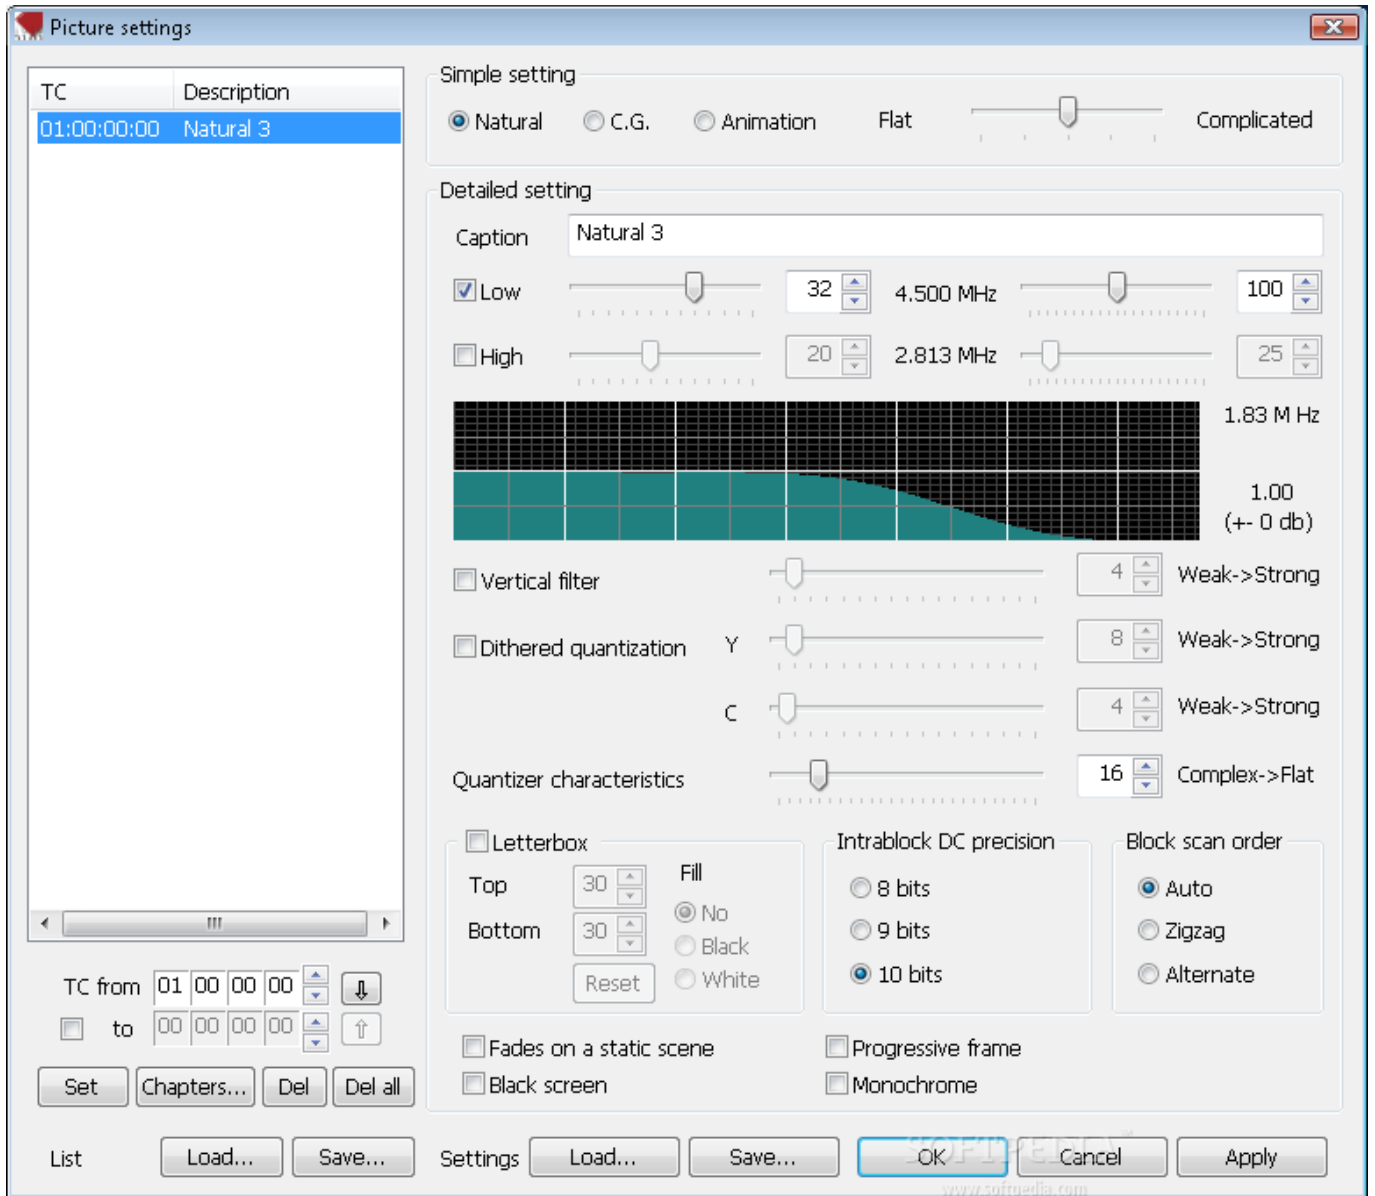 Picture settings
TC Description
01:00:00:00 Natural 3
Simple setting
Natural C.G. Animation Flat Complicated
Detailed setting
Caption Natural 3
Low 32 4.500 MHz 100
High 20 2.813 MHz 25
1.83 M Hz
1.00
(+- 0 db)
Vertical filter 4 Weak->Strong
Dithered quantization Y 8 Weak->Strong
C 4 Weak->Strong
Quantizer characteristics 16 Complex->Flat
Letterbox
Top 30 Fill
No
Bottom 30
Black
Reset White
Intrablock DC precision
8 bits
9 bits
10 bits
Block scan order
Auto
Zigzag
Alternate
TC from 01 00 00 00
to 00 00 00 00
Set Chapters... Del Del all
Fades on a static scene Progressive frame
Black screen Monochrome
List Load... Save... Settings Load... Save... OK Cancel Apply
SOFTPEDIA
www.softpedia.com